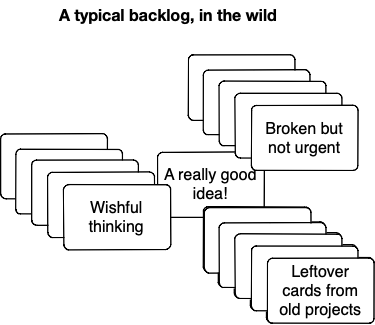 A typical backlog, in the wild
Broken but
not urgent
A really good
idea!
Wishful
thinking
Leftover
cards from
old projects